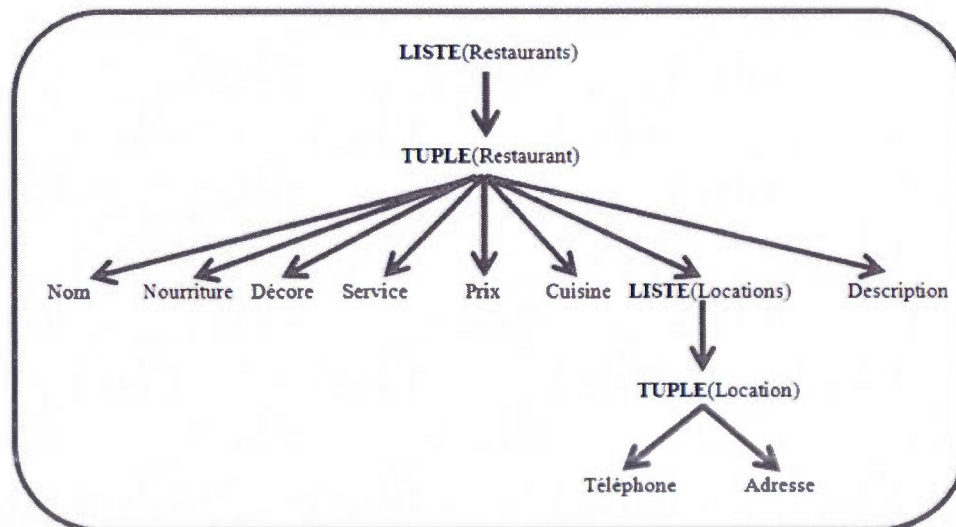 LISTE(Restaurants)
TUPLE(Restaurant)
Nom Nourriture Décore Service Prix Cuisine LISTE(Locations) Description
TUPLE(Location)
Téléphone Adresse